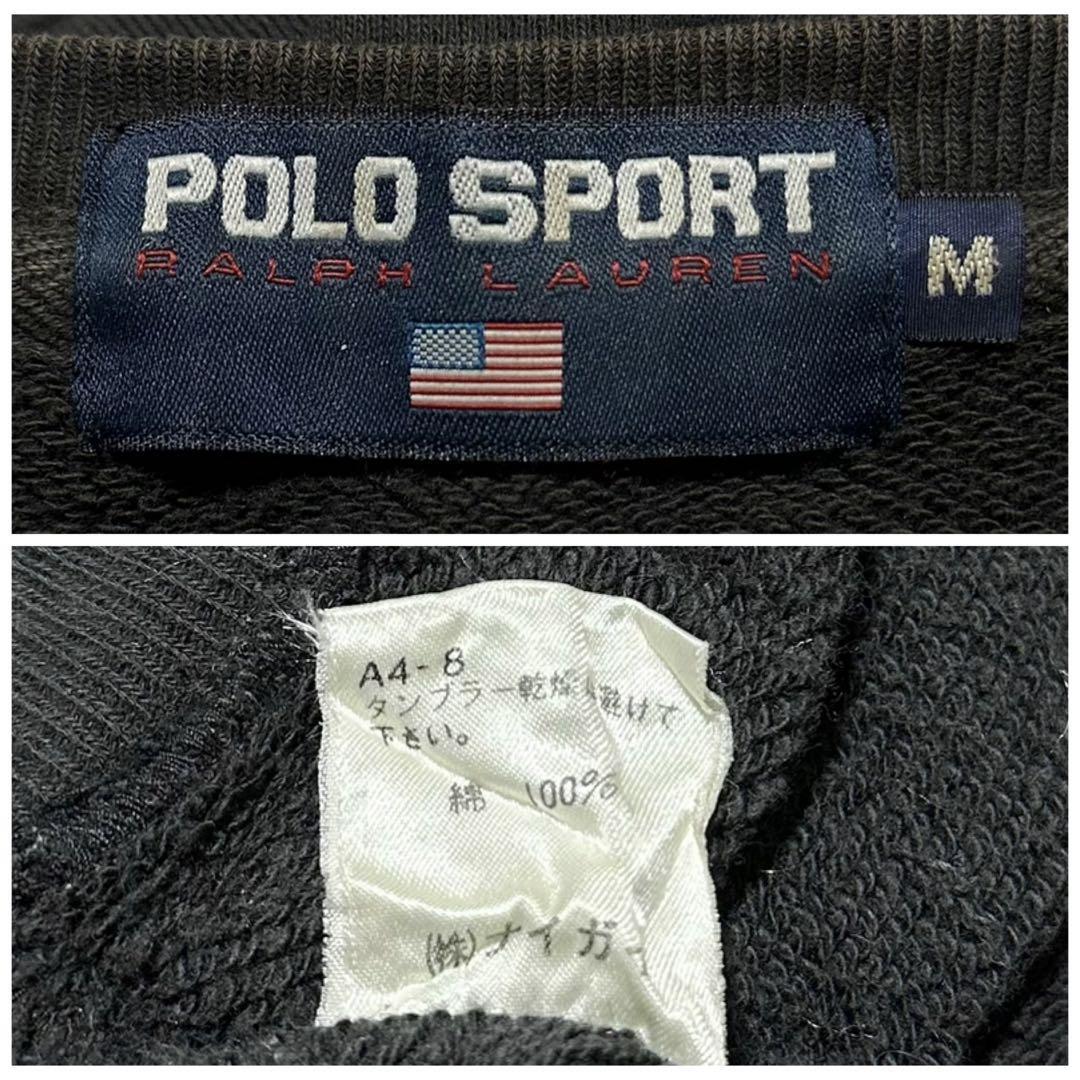 POLO SPORT
RALPH LAUREN
M
A4-8
タンブラー乾燥は避けて
下さい。
綿 100%
(株)ナイガイ